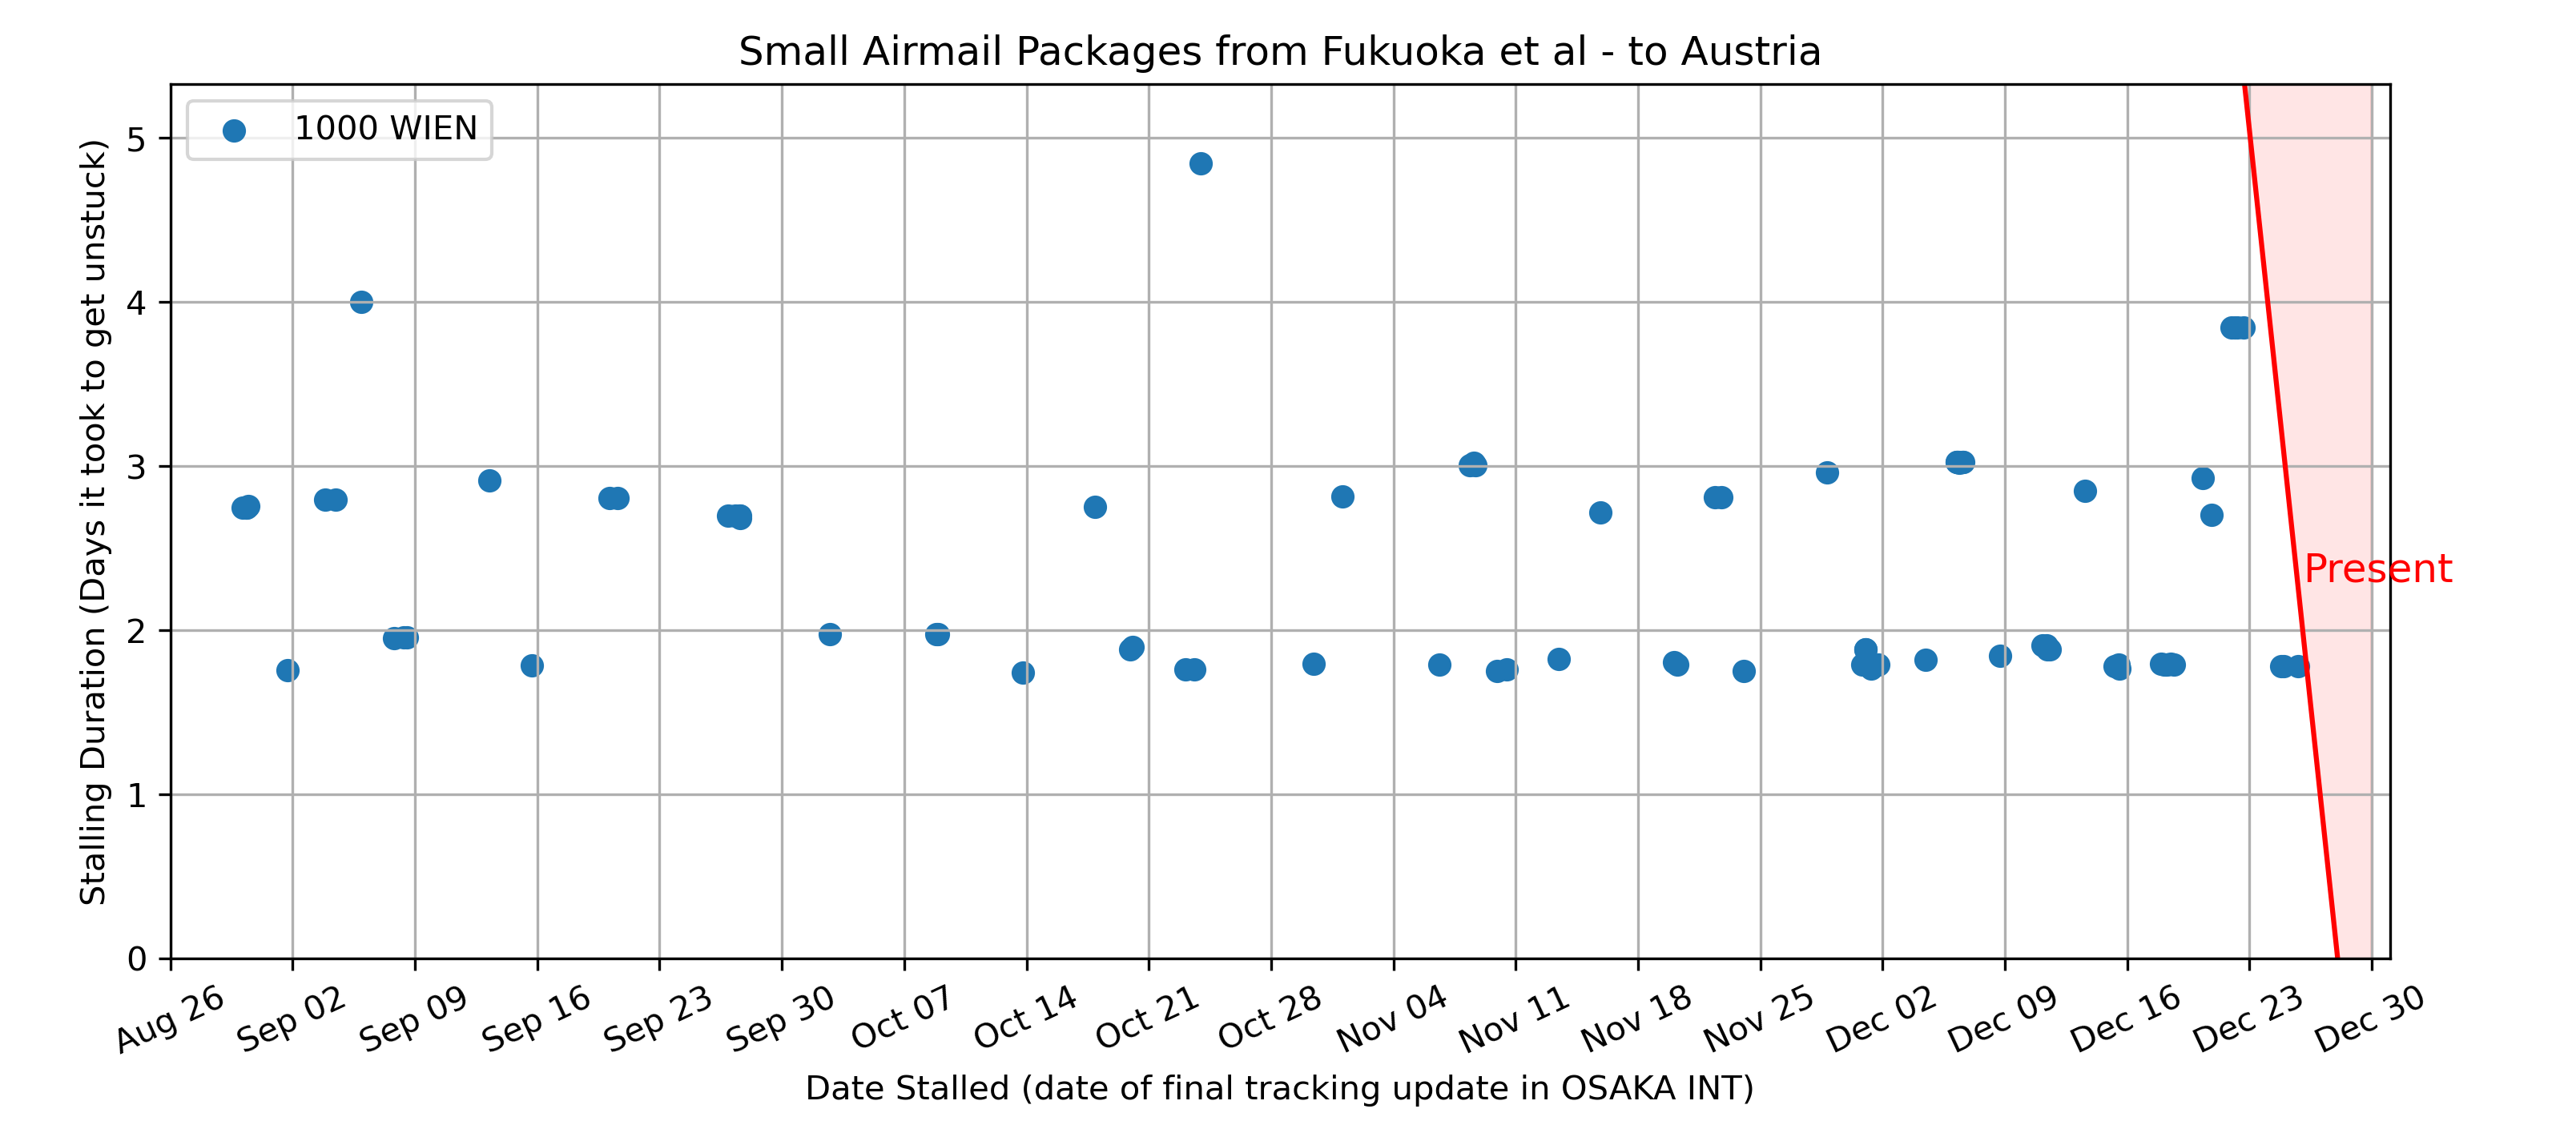 Small Airmail Packages from Fukuoka et al - to Austria
1000 WIEN
Stalling Duration (Days it took to get unstuck)
5
4
3
2
1
0
Present
Aug 26
Sep 02
Sep 09
Sep 16
Sep 23
Sep 30
Oct 07
Oct 14
Oct 21
Oct 28
Nov 04
Nov 11
Nov 18
Nov 25
Dec 02
Dec 09
Dec 16
Dec 23
Dec 30
Date Stalled (date of final tracking update in OSAKA INT)